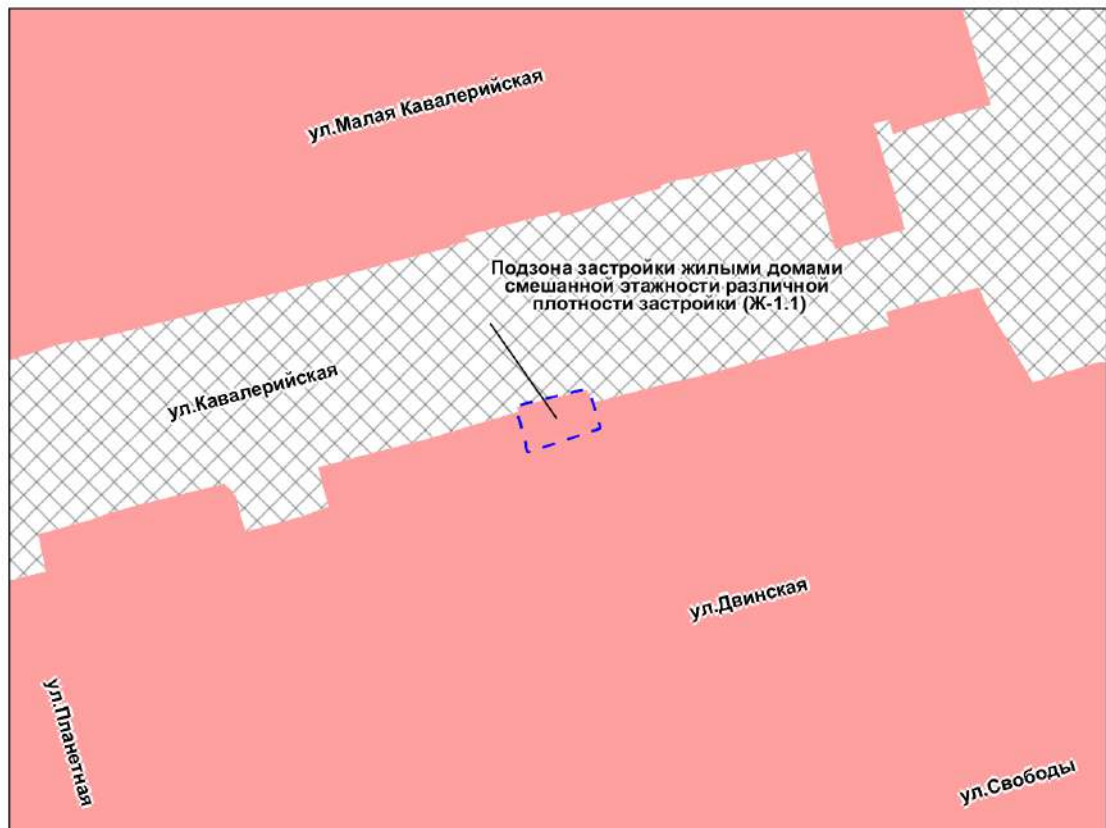 ул.Малая Кавалерийская
Подзона застройки жилыми домами
смешанной этажности различной
плотности застройки (Ж-1.1)
ул.Кавалерийская
ул.Двинская
ул.Планетная
ул.Свободы